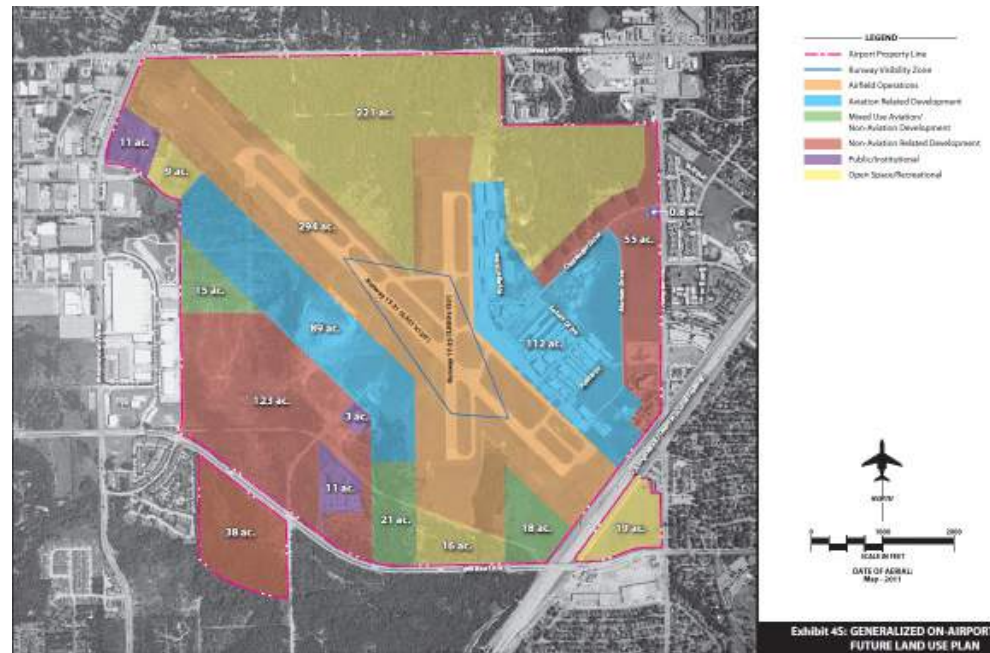 LEGEND
Airport Property Line
Runway Visibility Zone
Airfield Operations
Aviation Related Development
Mixed Use Aviation/
Non-Aviation Development
Non-Aviation Related Development
Public/Institutional
Open Space/Recreational
221 ac.
11 ac.
9 ac.
294 ac.
0.8 ac.
55 ac.
15 ac.
89 ac.
112 ac.
123 ac.
3 ac.
11 ac.
38 ac.
21 ac.
16 ac.
18 ac.
NORTH
0 1000 2000
SCALE IN FEET
DATE OF AERIAL:
May - 2011
Exhibit 4S: GENERALIZED ON-AIRPORT
FUTURE LAND USE PLAN